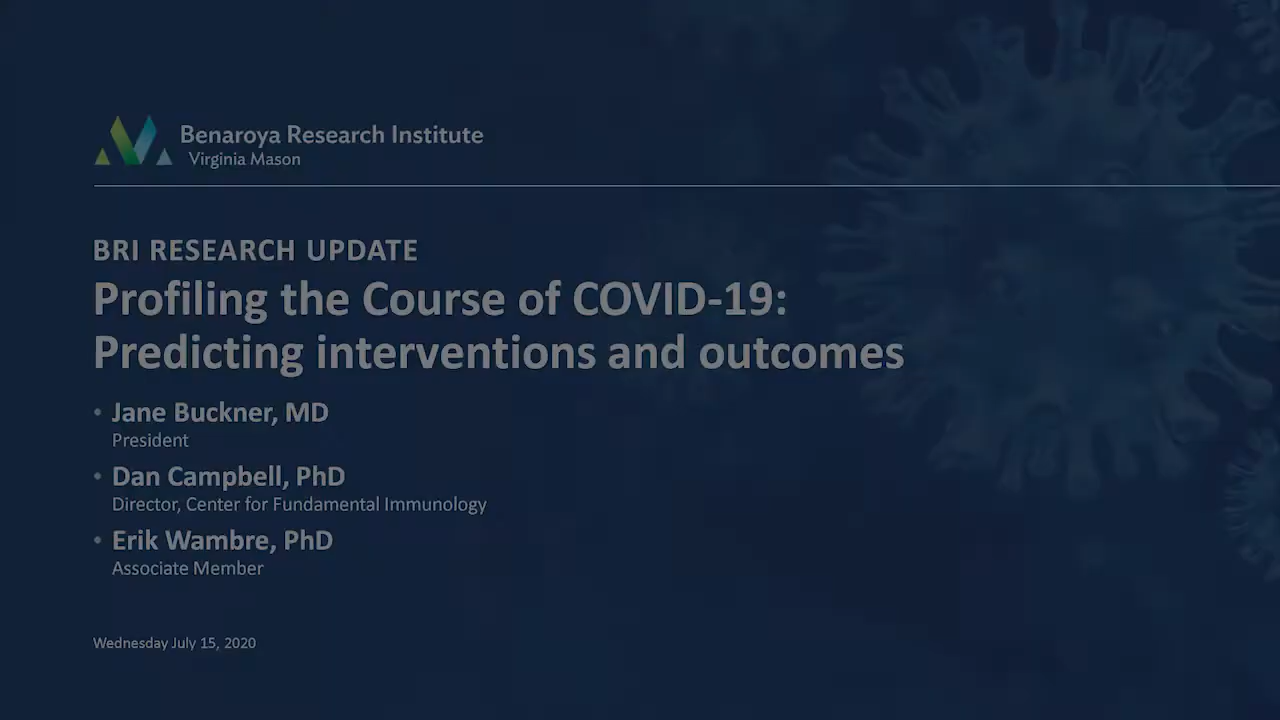 Benaroya Research Institute
Virginia Mason
BRI RESEARCH UPDATE
Profiling the Course of COVID-19:
Predicting interventions and outcomes
• Jane Buckner, MD
President
• Dan Campbell, PhD
Director, Center for Fundamental Immunology
• Erik Wambre, PhD
Associate Member
Wednesday July 15, 2020